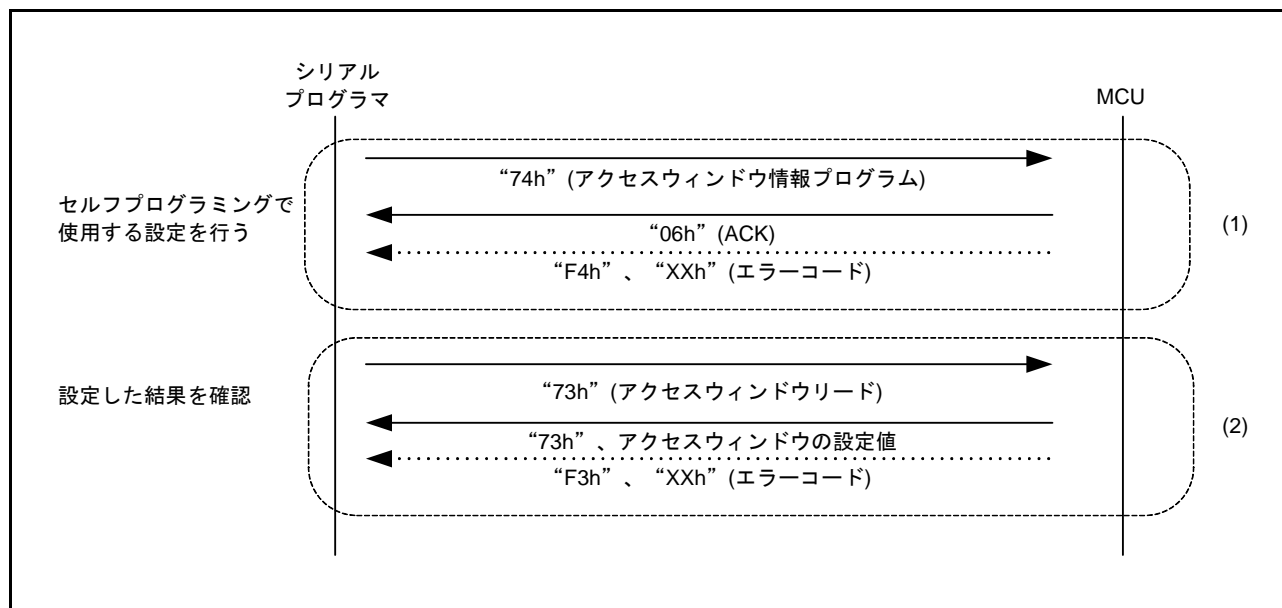 シリアル
プログラマ
MCU
“74h” (アクセスウィンドウ情報プログラム)
セルフプログラミングで
使用する設定を行う
“06h” (ACK)
(1)
“F4h” 、 “XXh” (エラーコード)
“73h” (アクセスウィンドウリード)
設定した結果を確認
“73h” 、アクセスウィンドウの設定値
(2)
“F3h” 、 “XXh” (エラーコード)